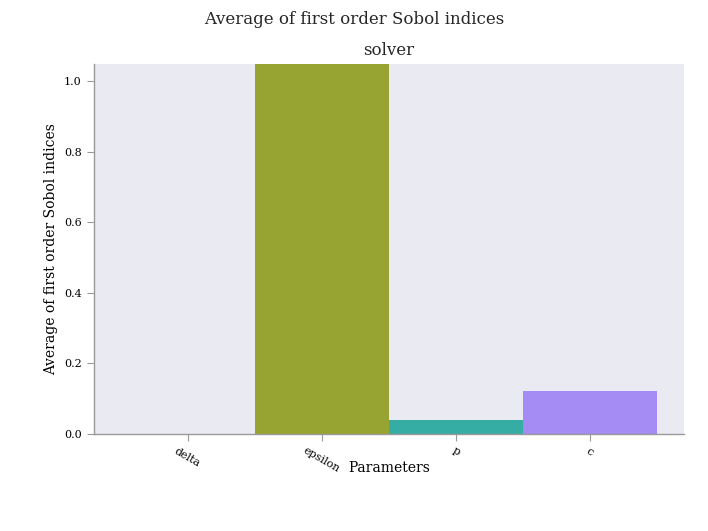 Average of first order Sobol indices
solver
Average of first order Sobol indices
1.0
0.8
0.6
0.4
0.2
0.0
delta
epsilon
p
c
Parameters